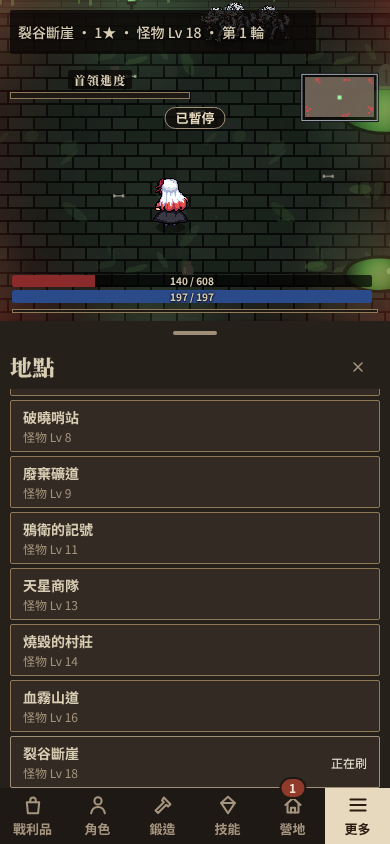 裂谷斷崖 · 1★ · 怪物 Lv 18 · 第 1 輪
首領進度
已暫停
140 / 608
197 / 197
地點
×
破曉哨站
怪物 Lv 8
廢棄礦道
怪物 Lv 9
鴉衛的記號
怪物 Lv 11
天星商隊
怪物 Lv 13
燒毀的村莊
怪物 Lv 14
血霧山道
怪物 Lv 16
裂谷斷崖
怪物 Lv 18
正在刷
1
戰利品
角色
鍛造
技能
營地
更多